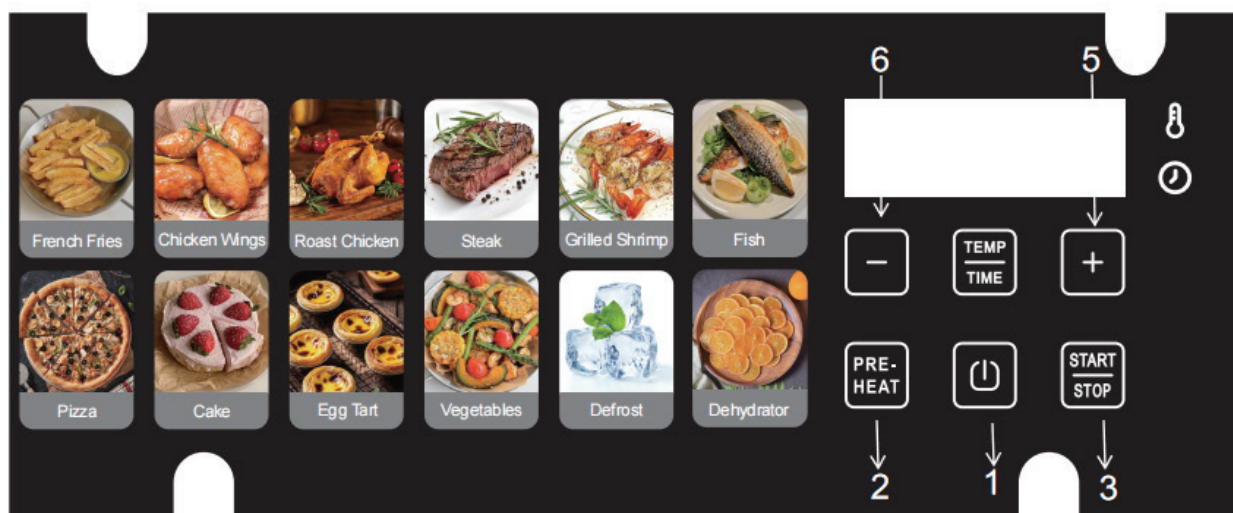 6 5
French Fries Chicken Wings Roast Chicken Steak Grilled Shrimp Fish
− TEMP +
TIME
Pizza Cake Egg Tart Vegetables Defrost Dehydrator
PRE- START
HEAT STOP
2 1 3